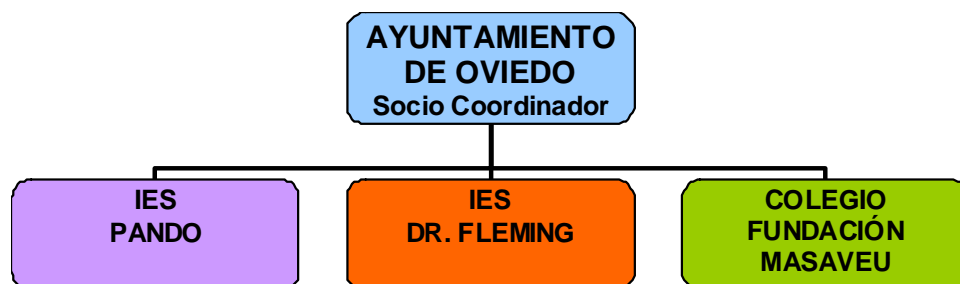 AYUNTAMIENTO
DE OVIEDO
Socio Coordinador
IES
PANDO
IES
DR. FLEMING
COLEGIO
FUNDACIÓN
MASAVEU